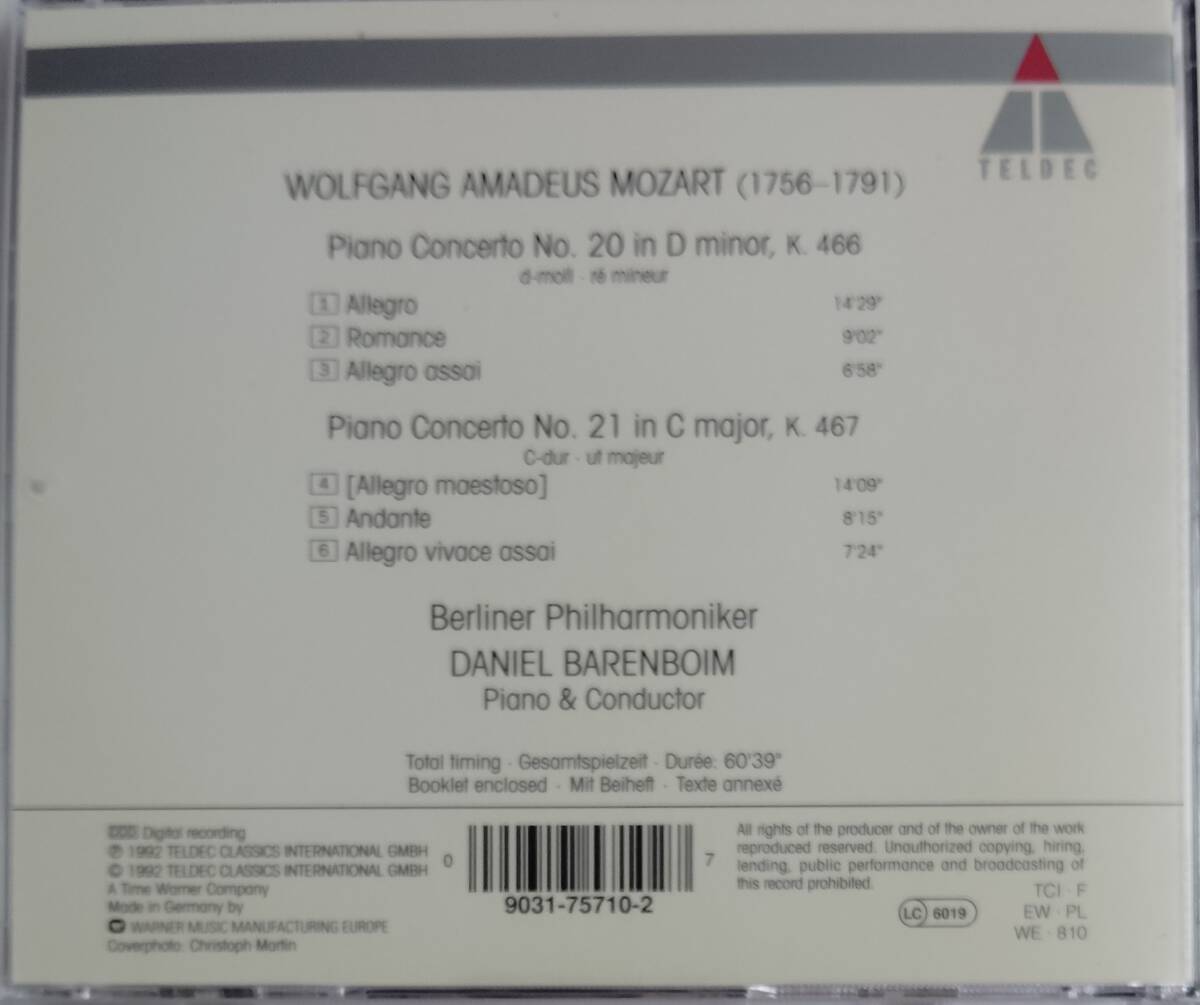 TELDEC
WOLFGANG AMADEUS MOZART (1756–1791)
Piano Concerto No. 20 in D minor, K. 466
d-moll · ré mineur
1 Allegro 14'29"
2 Romance 9'02"
3 Allegro assai 6'58"
Piano Concerto No. 21 in C major, K. 467
C-dur · ut majeur
4 [Allegro maestoso] 14'09"
5 Andante 8'15"
6 Allegro vivace assai 7'24"
Berliner Philharmoniker
DANIEL BARENBOIM
Piano & Conductor
Total timing · Gesamtspielzeit · Durée: 60'39"
Booklet enclosed · Mit Beiheft · Texte annexé
DDD Digital recording
℗ 1992 TELDEC CLASSICS INTERNATIONAL GMBH
© 1992 TELDEC CLASSICS INTERNATIONAL GMBH
A Time Warner Company
Made in Germany by
WARNER MUSIC MANUFACTURING EUROPE
Coverphoto: Christoph Martin
0 7
9031-75710-2
All rights of the producer and of the owner of the work
reproduced reserved. Unauthorized copying, hiring,
lending, public performance and broadcasting of
this record prohibited.
LC 6019
TCI · F
EW · PL
WE · 810